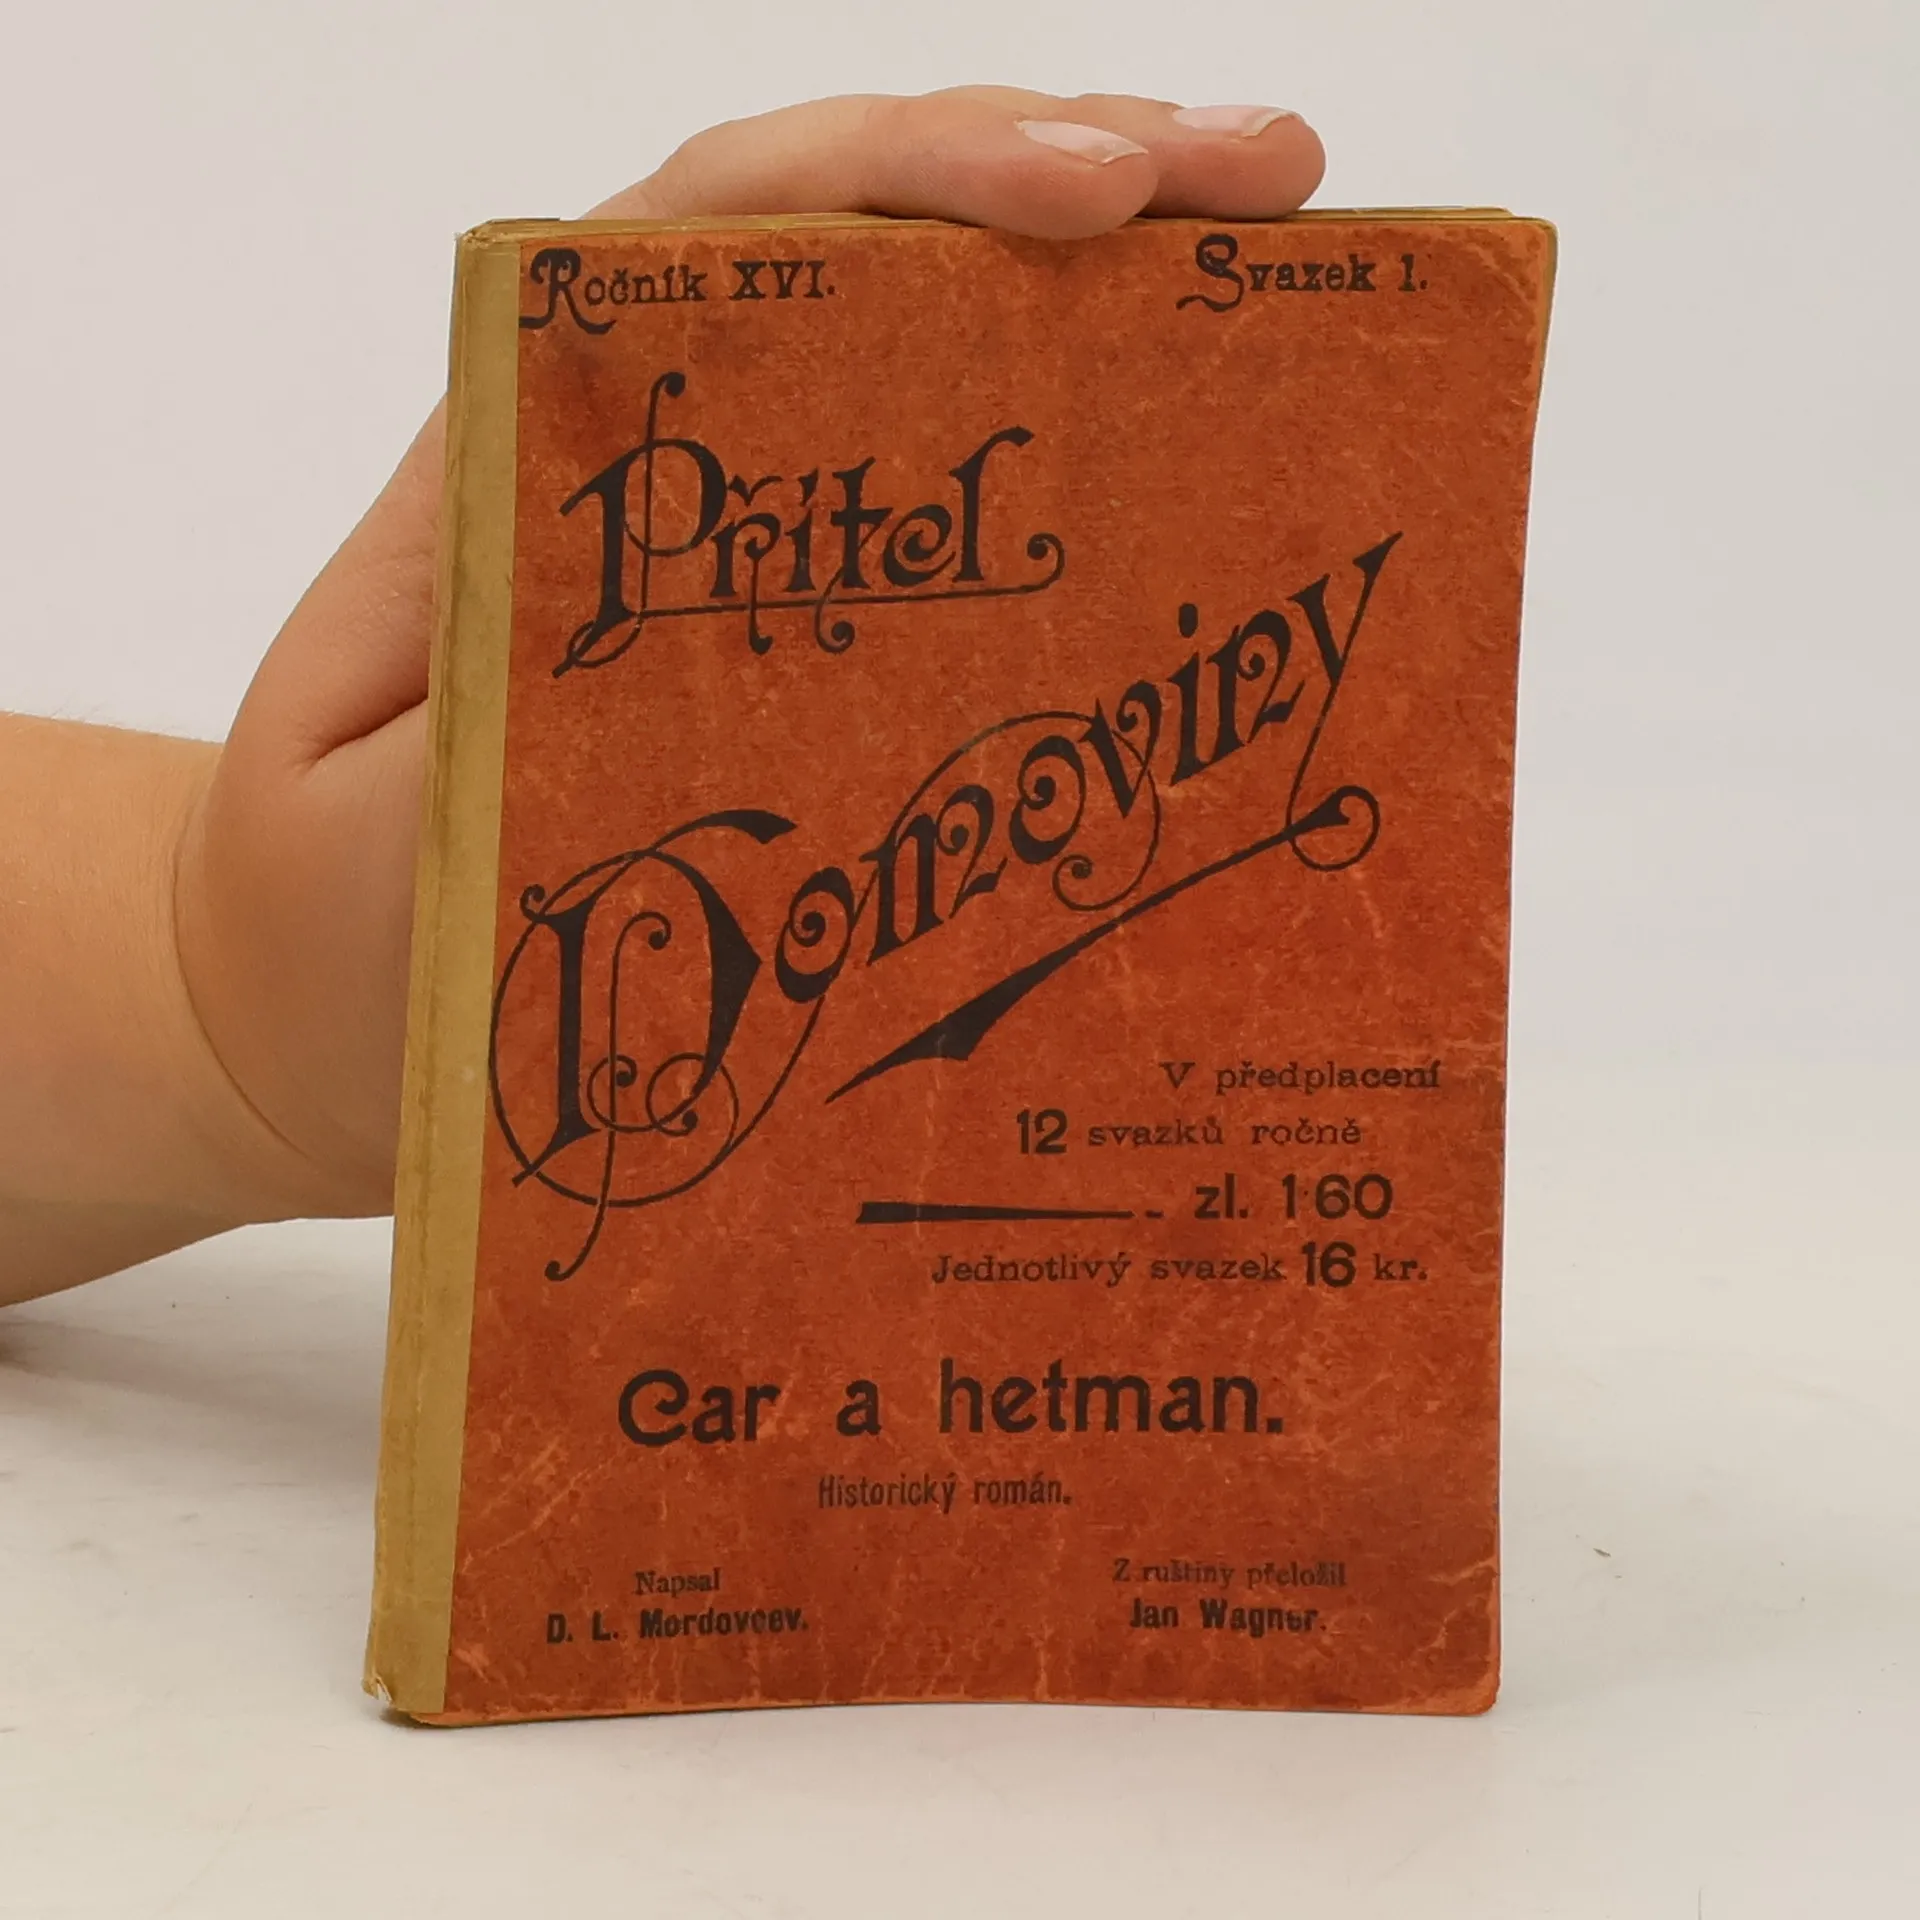 Ročník XVI.
Svazek 1.
Přítel
Domoviny
V předplacení
12 svazků ročně
zl. 1·60
Jednotlivý svazek 16 kr.
Car a hetman.
Historický román.
Napsal
D. L. Mordovcev.
Z ruštiny přeložil
Jan Wagner.